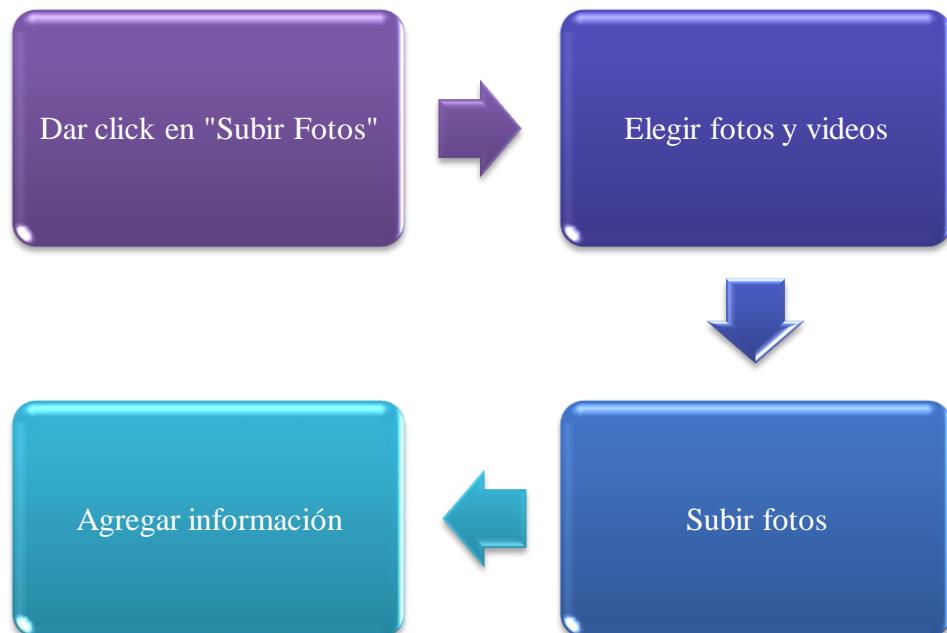 Dar click en "Subir Fotos"
Elegir fotos y videos
Subir fotos
Agregar información